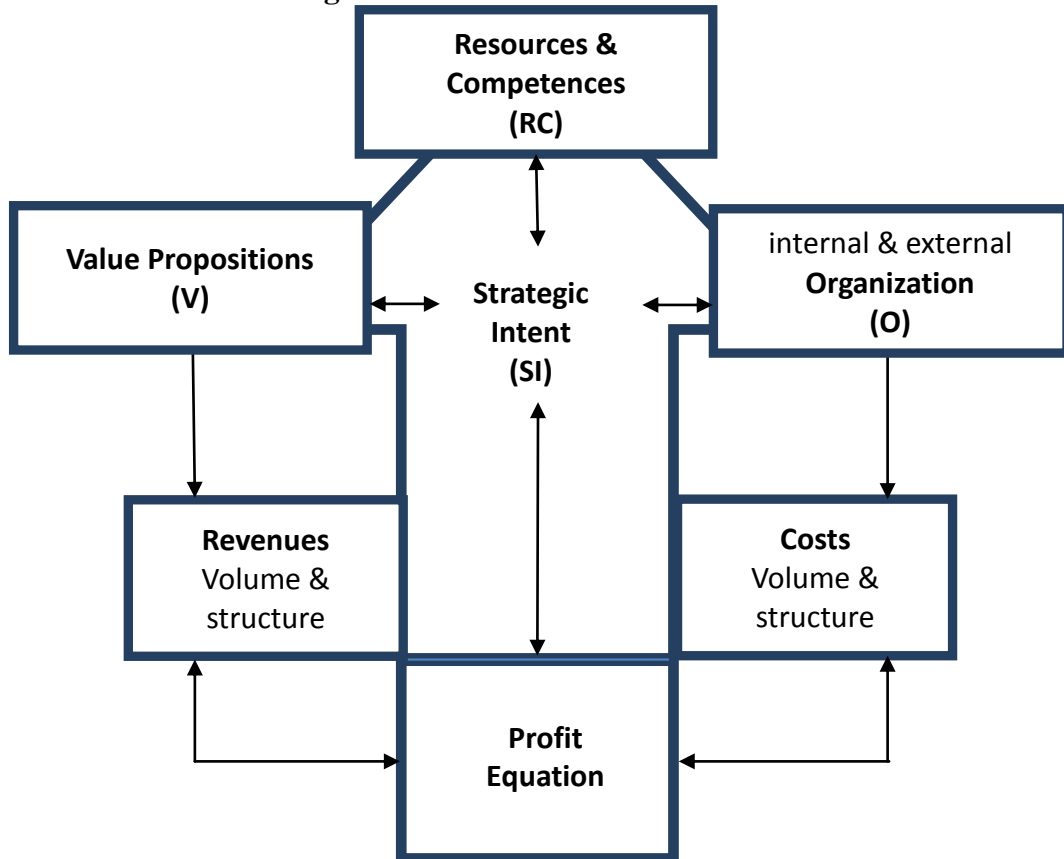 Resources &
Competences
(RC)
Value Propositions
(V)
internal & external
Organization
(O)
Strategic
Intent
(SI)
Revenues
Volume &
structure
Costs
Volume &
structure
Profit
Equation